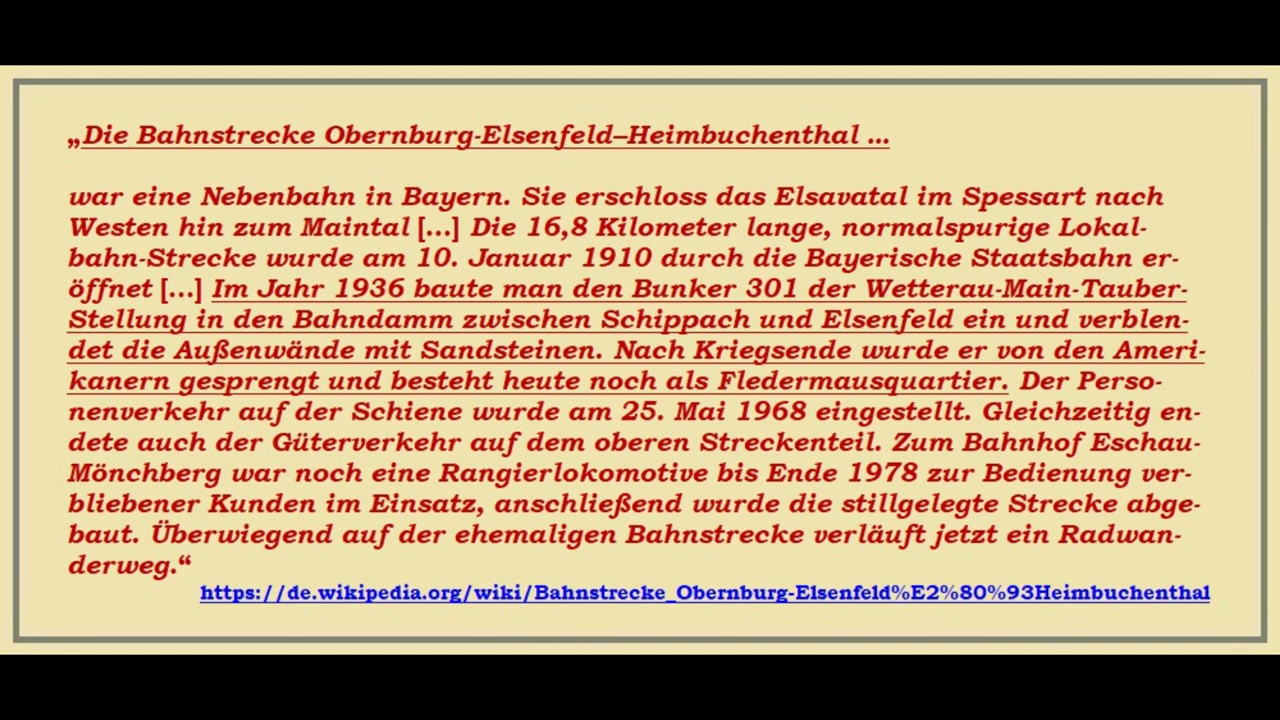 „Die Bahnstrecke Obernburg-Elsenfeld–Heimbuchenthal ...
war eine Nebenbahn in Bayern. Sie erschloss das Elsavatal im Spessart nach
Westen hin zum Maintal [...] Die 16,8 Kilometer lange, normalspurige Lokal-
bahn-Strecke wurde am 10. Januar 1910 durch die Bayerische Staatsbahn er-
öffnet [...] Im Jahr 1936 baute man den Bunker 301 der Wetterau-Main-Tauber-
Stellung in den Bahndamm zwischen Schippach und Elsenfeld ein und verblen-
det die Außenwände mit Sandsteinen. Nach Kriegsende wurde er von den Ameri-
kanern gesprengt und besteht heute noch als Fledermausquartier. Der Perso-
nenverkehr auf der Schiene wurde am 25. Mai 1968 eingestellt. Gleichzeitig en-
dete auch der Güterverkehr auf dem oberen Streckenteil. Zum Bahnhof Eschau-
Mönchberg war noch eine Rangierlokomotive bis Ende 1978 zur Bedienung ver-
bliebener Kunden im Einsatz, anschließend wurde die stillgelegte Strecke abge-
baut. Überwiegend auf der ehemaligen Bahnstrecke verläuft jetzt ein Radwan-
derweg.“
https://de.wikipedia.org/wiki/Bahnstrecke_Obernburg-Elsenfeld%E2%80%93Heimbuchenthal